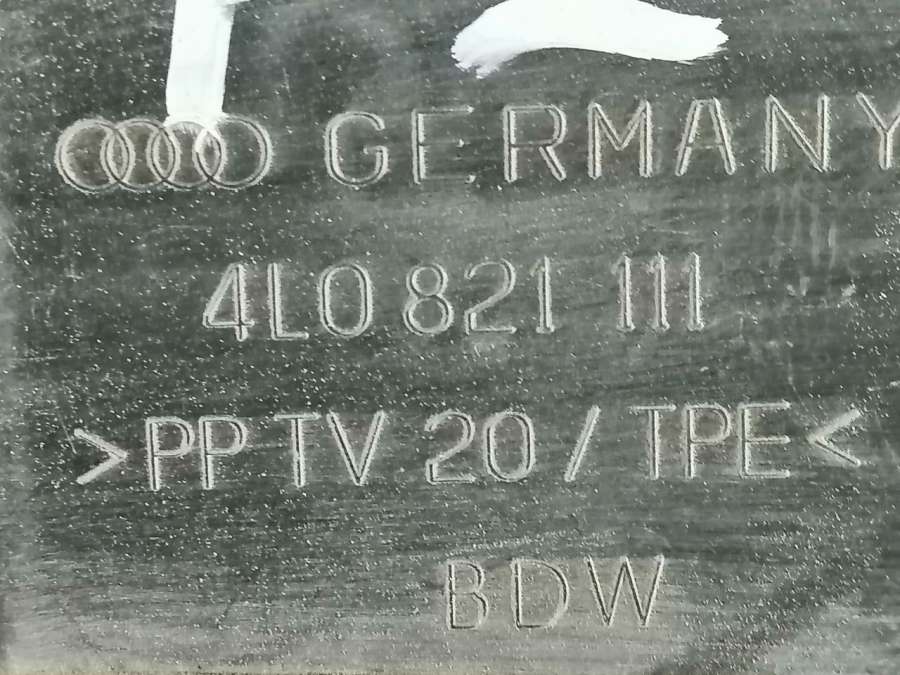 GERMANY
4L0 821 111
>PP TV 20 / TPE<
BDW